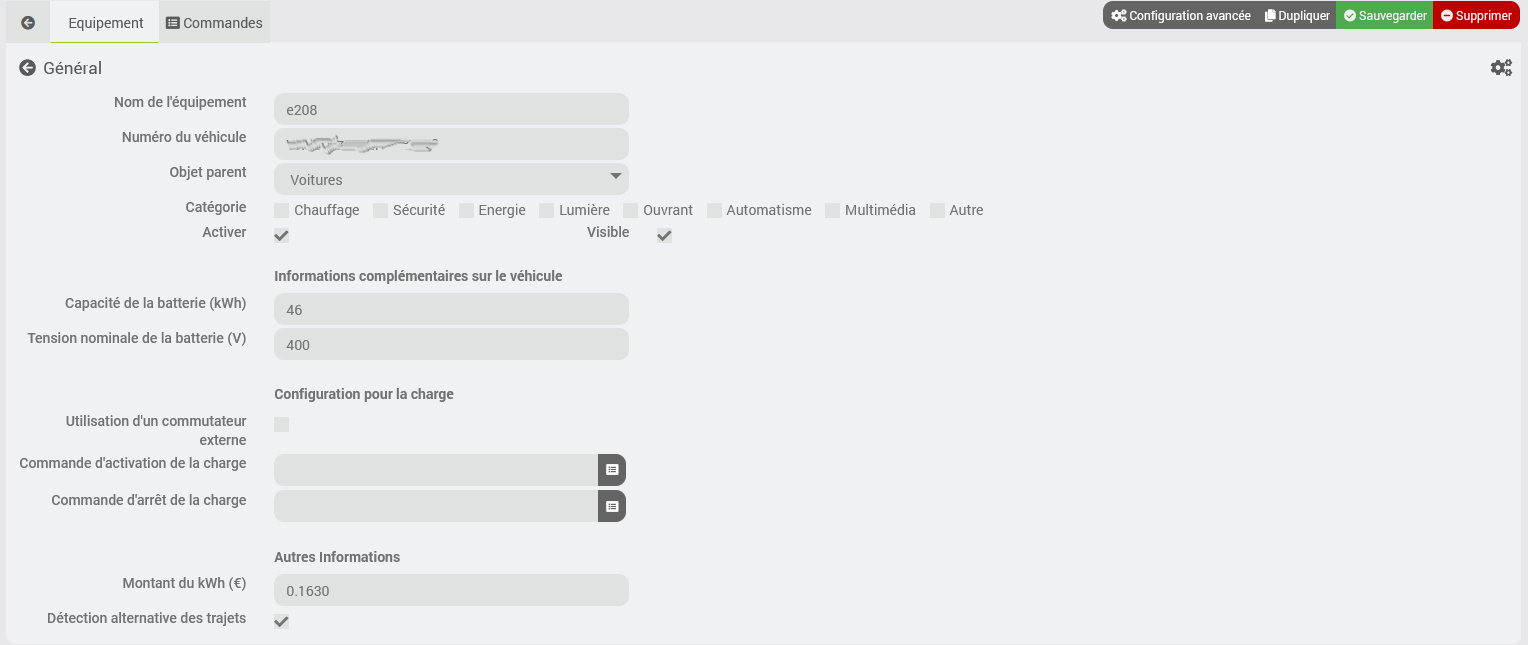 Equipement Commandes Configuration avancée Dupliquer Sauvegarder Supprimer
Général
Nom de l'équipement e208
Numéro du véhicule
Objet parent Voitures
Catégorie Chauffage Sécurité Energie Lumière Ouvrant Automatisme Multimédia Autre
Activer Visible
Informations complémentaires sur le véhicule
Capacité de la batterie (kWh) 46
Tension nominale de la batterie (V) 400
Configuration pour la charge
Utilisation d'un commutateur
externe
Commande d'activation de la charge
Commande d'arrêt de la charge
Autres Informations
Montant du kWh (€) 0.1630
Détection alternative des trajets